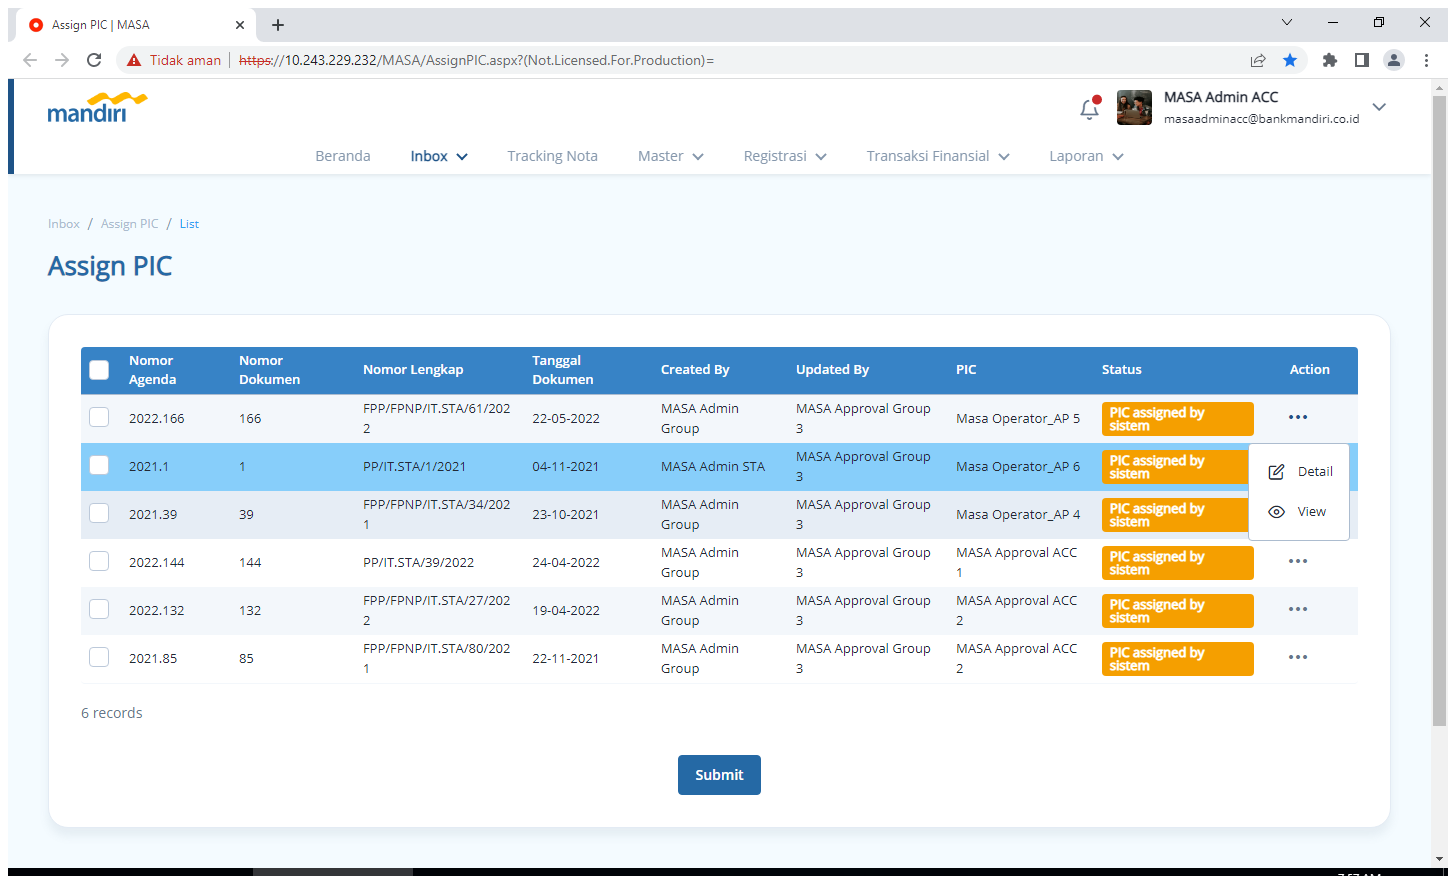 Assign PIC | MASA
Tidak aman | https://10.243.229.232/MASA/AssignPIC.aspx?(Not.Licensed.For.Production)=
mandiri
MASA Admin ACC
masaadminacc@bankmandiri.co.id
Beranda Inbox Tracking Nota Master Registrasi Transaksi Finansial Laporan
Inbox / Assign PIC / List
Assign PIC
Nomor Agenda Nomor Dokumen Nomor Lengkap Tanggal Dokumen Created By Updated By PIC Status Action
2022.166 166 FPP/FPNP/IT.STA/61/2022 22-05-2022 MASA Admin Group MASA Approval Group 3 Masa Operator_AP 5 PIC assigned by sistem
2021.1 1 PP/IT.STA/1/2021 04-11-2021 MASA Admin STA MASA Approval Group 3 Masa Operator_AP 6 PIC assigned by sistem
Detail
2021.39 39 FPP/FPNP/IT.STA/34/2021 23-10-2021 MASA Admin Group MASA Approval Group 3 Masa Operator_AP 4 PIC assigned by sistem
View
2022.144 144 PP/IT.STA/39/2022 24-04-2022 MASA Admin Group MASA Approval Group 3 MASA Approval ACC 1 PIC assigned by sistem
2022.132 132 FPP/FPNP/IT.STA/27/2022 19-04-2022 MASA Admin Group MASA Approval Group 3 MASA Approval ACC 2 PIC assigned by sistem
2021.85 85 FPP/FPNP/IT.STA/80/2021 22-11-2021 MASA Admin Group MASA Approval Group 3 MASA Approval ACC 2 PIC assigned by sistem
6 records
Submit